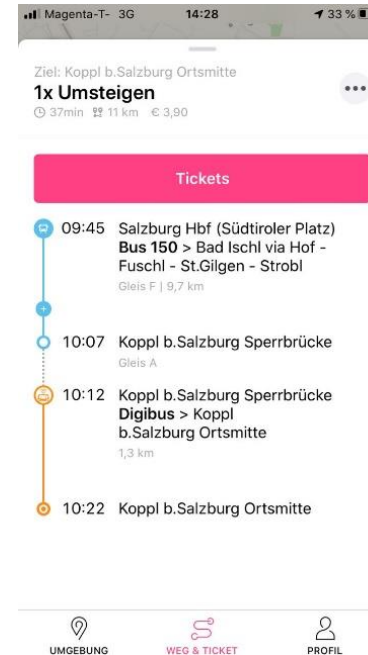 Magenta-T- 3G 14:28 33 %
Ziel: Koppl b.Salzburg Ortsmitte
1x Umsteigen
37min 11 km € 3,90
Tickets
09:45 Salzburg Hbf (Südtiroler Platz)
Bus 150 > Bad Ischl via Hof -
Fuschl - St.Gilgen - Strobl
Gleis F | 9,7 km
10:07 Koppl b.Salzburg Sperrbrücke
Gleis A
10:12 Koppl b.Salzburg Sperrbrücke
Digibus > Koppl
b.Salzburg Ortsmitte
1,3 km
10:22 Koppl b.Salzburg Ortsmitte
UMGEBUNG WEG & TICKET PROFIL